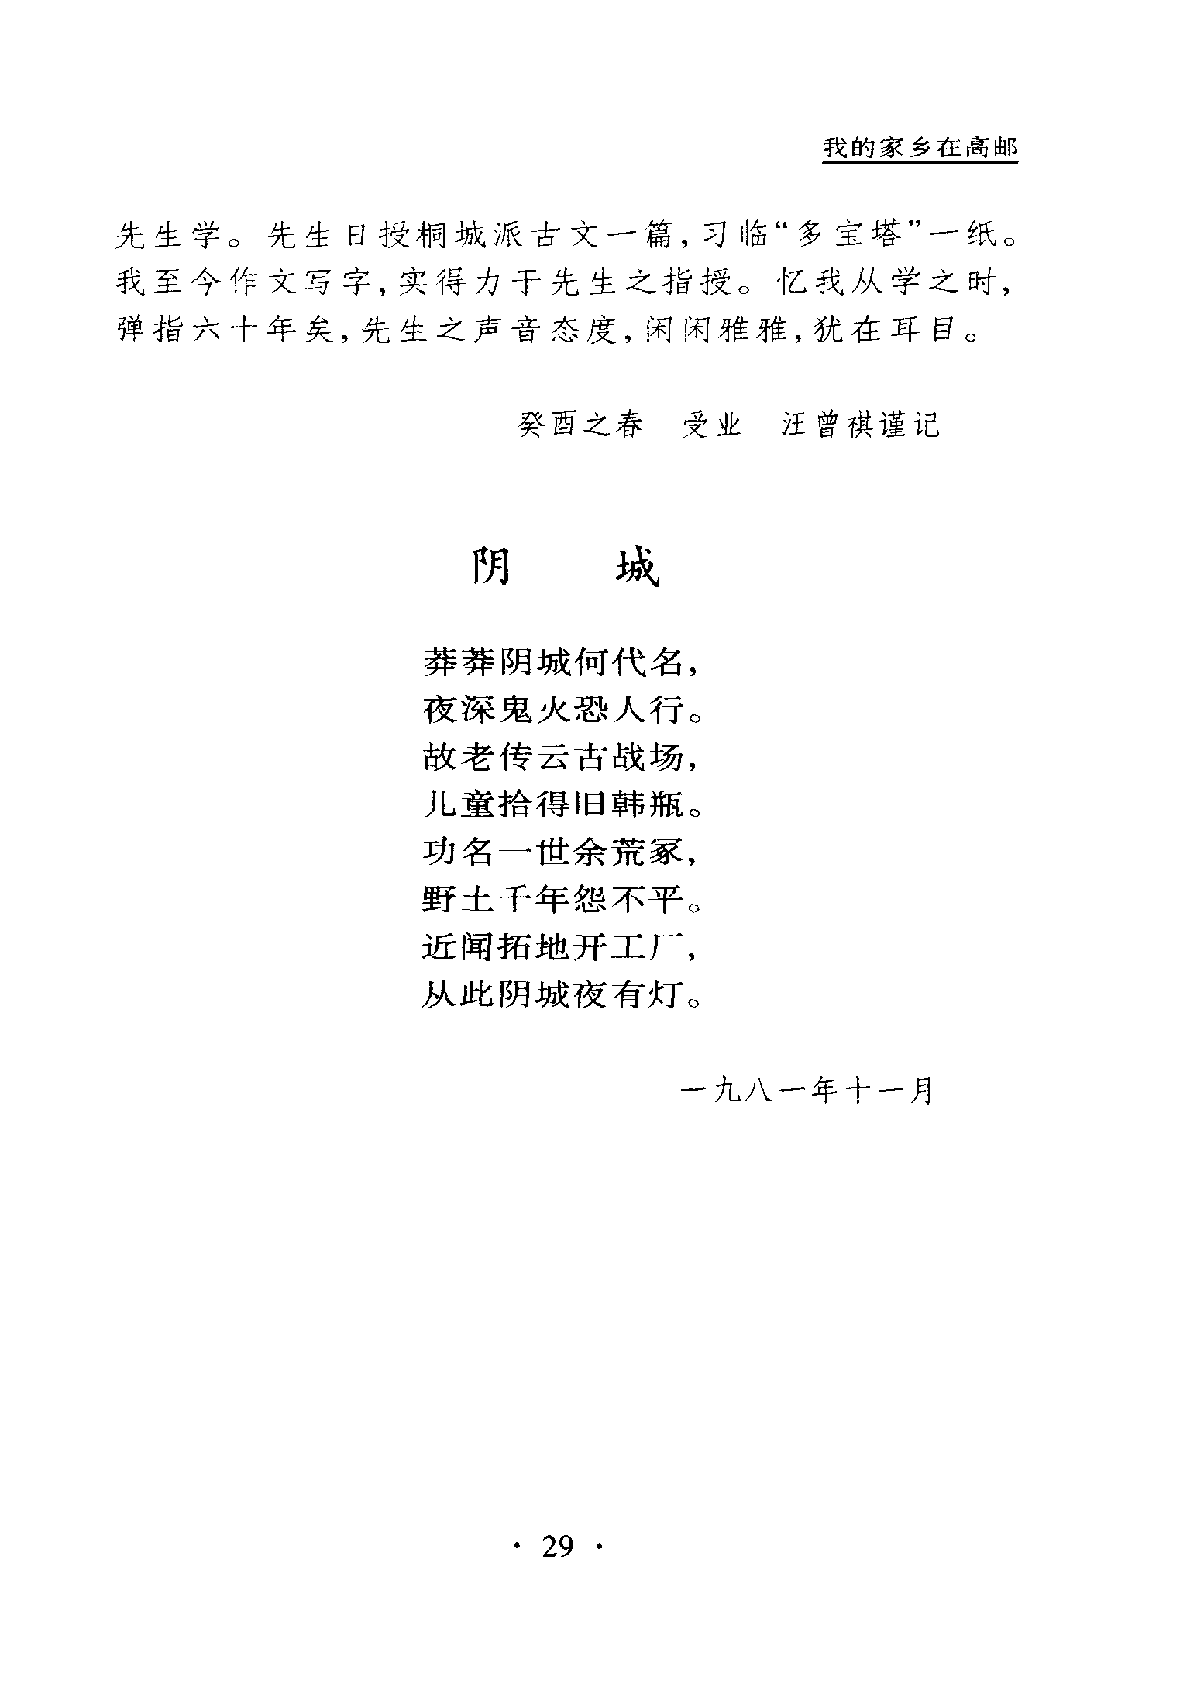 我的家乡在高邮
先生学。先生日授桐城派古文一篇,习临“多宝塔”一纸。
我至今作文写字,实得力于先生之指授。忆我从学之时,
弹指六十年矣,先生之声音态度,闲闲雅雅,犹在耳目。
癸酉之春 受业 汪曾祺谨记
阴 城
莽莽阴城何代名,
夜深鬼火恐人行。
故老传云古战场,
儿童拾得旧韩瓶。
功名一世余荒冢,
野土千年怨不平。
近闻拓地开工厂,
从此阴城夜有灯。
一九八一年十一月
· 29 ·